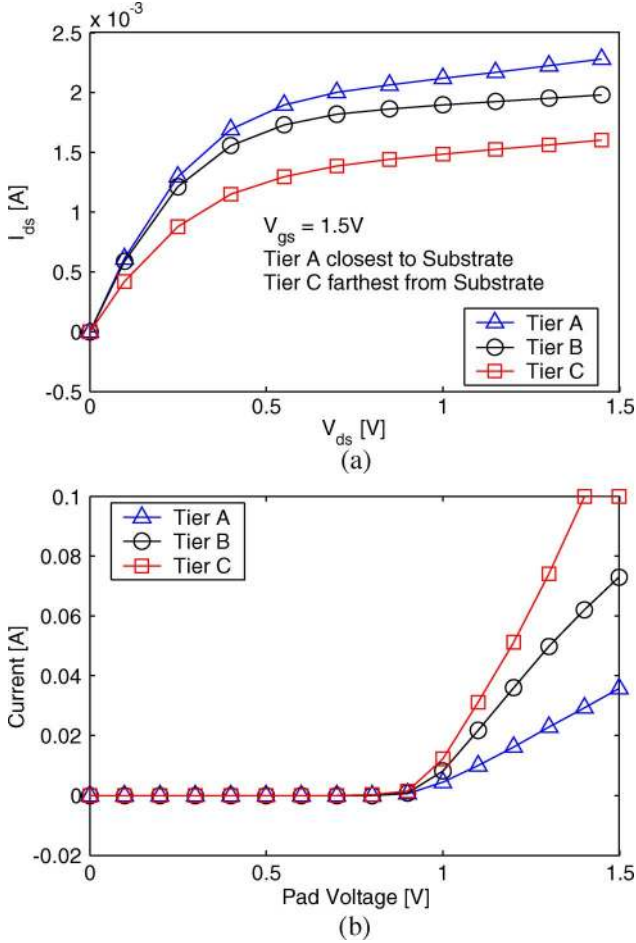 x 10^-3
2.5
2
1.5
1
0.5
0
-0.5
I_ds [A]
V_gs = 1.5V
Tier A closest to Substrate
Tier C farthest from Substrate
Tier A
Tier B
Tier C
0 0.5 1 1.5
V_ds [V]
(a)
0.1
0.08
0.06
0.04
0.02
0
-0.02
Current [A]
Tier A
Tier B
Tier C
0 0.5 1 1.5
Pad Voltage [V]
(b)